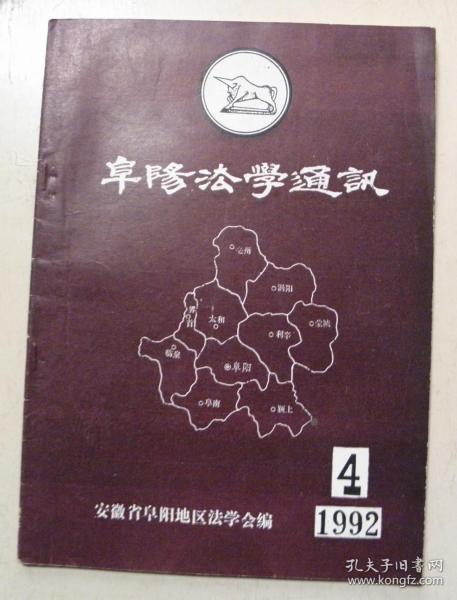 阜陽法學通訊
亳州
涡阳
界首
太和
蒙城
利辛
临泉
阜阳
阜南
颍上
4
1992
安徽省阜阳地区法学会编
孔夫子旧书网
www.kongfz.com